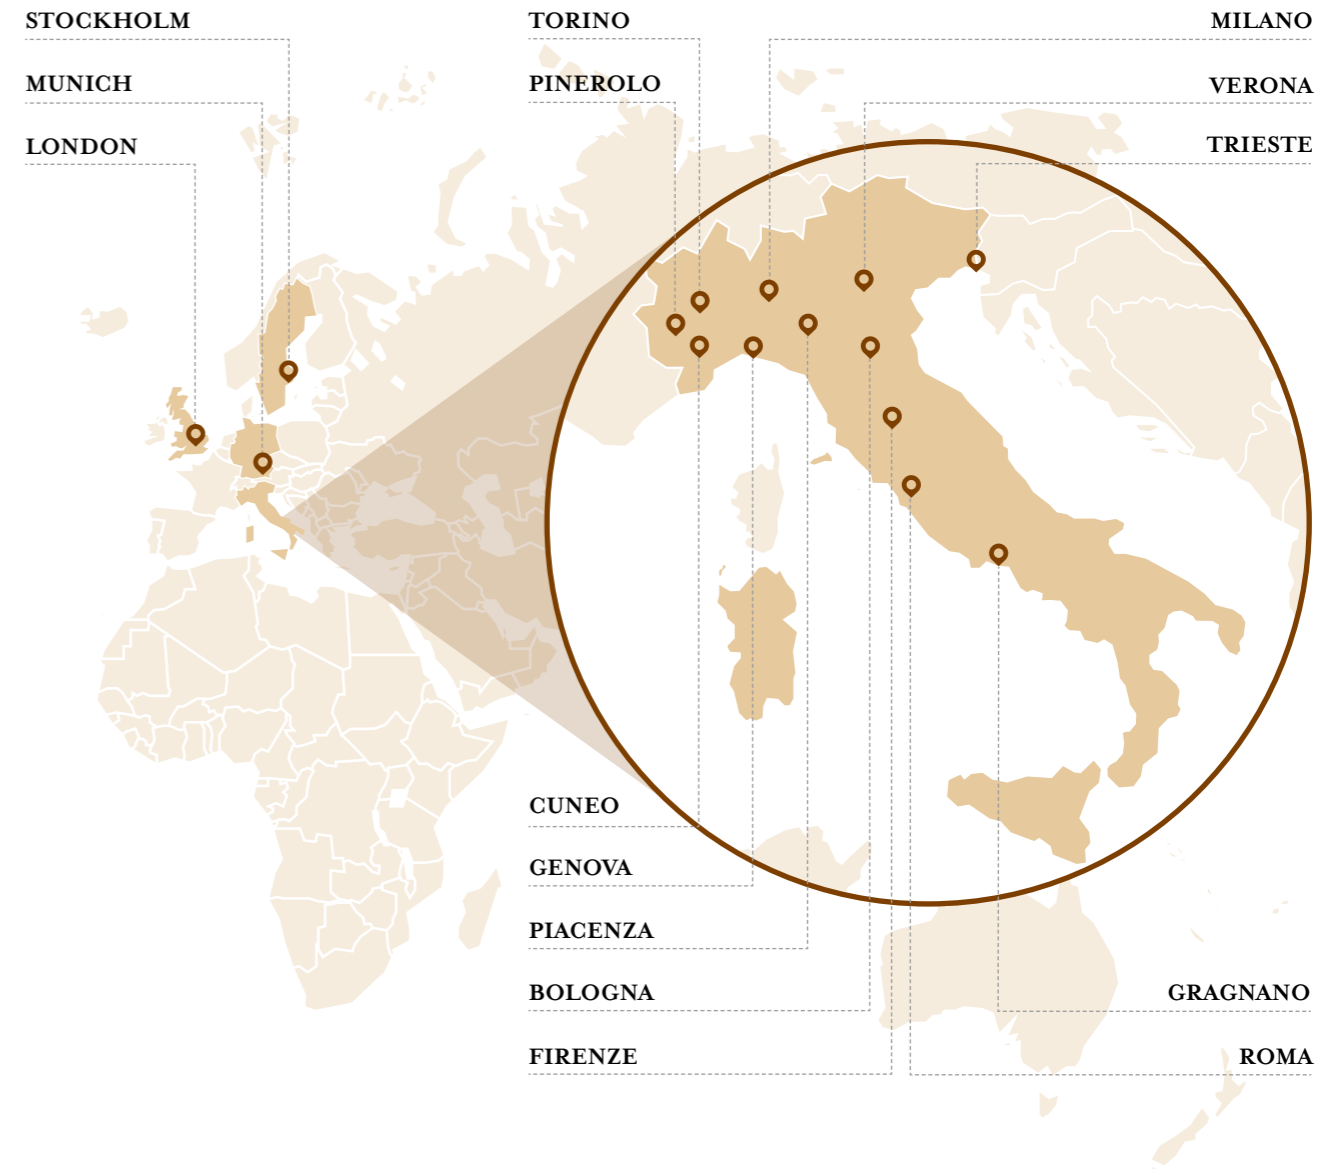 STOCKHOLM
MUNICH
LONDON
TORINO
PINEROLO
MILANO
VERONA
TRIESTE
CUNEO
GENOVA
PIACENZA
BOLOGNA
FIRENZE
GRAGNANO
ROMA